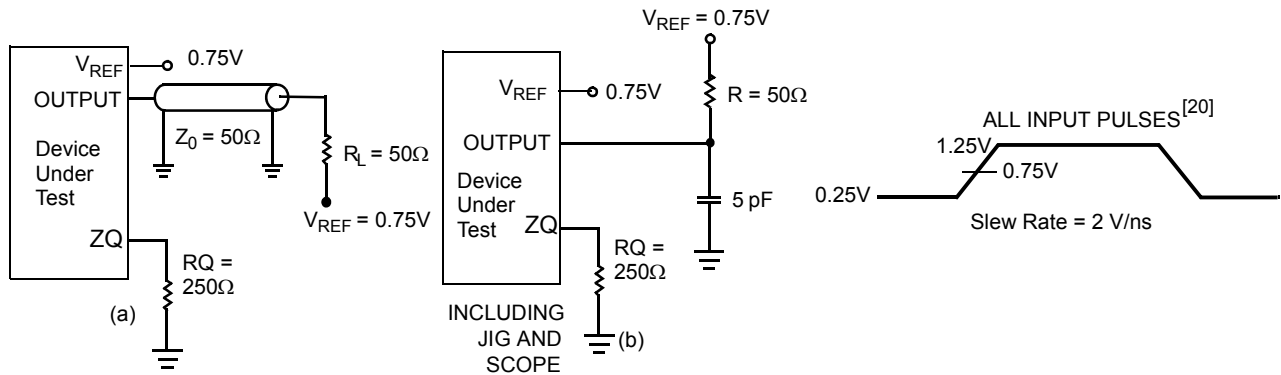 V_REF 0.75V
OUTPUT
Z₀ = 50Ω
Device
Under
Test
R_L = 50Ω
V_REF = 0.75V
ZQ
RQ =
250Ω
(a)
V_REF = 0.75V
R = 50Ω
V_REF 0.75V
OUTPUT
Device
Under
Test
5 pF
ZQ
RQ =
250Ω
INCLUDING
JIG AND
SCOPE
(b)
ALL INPUT PULSES[20]
1.25V
0.75V
0.25V
Slew Rate = 2 V/ns